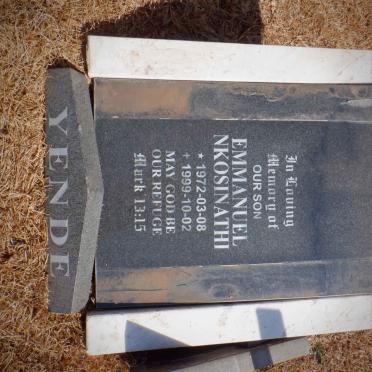 YENDE
In Loving
Memory of
OUR SON
EMMANUEL
NKOSINATHI
★ 1972-03-08
✝ 1999-10-02
MAY GOD BE
OUR REFUGE
Mark 13:15